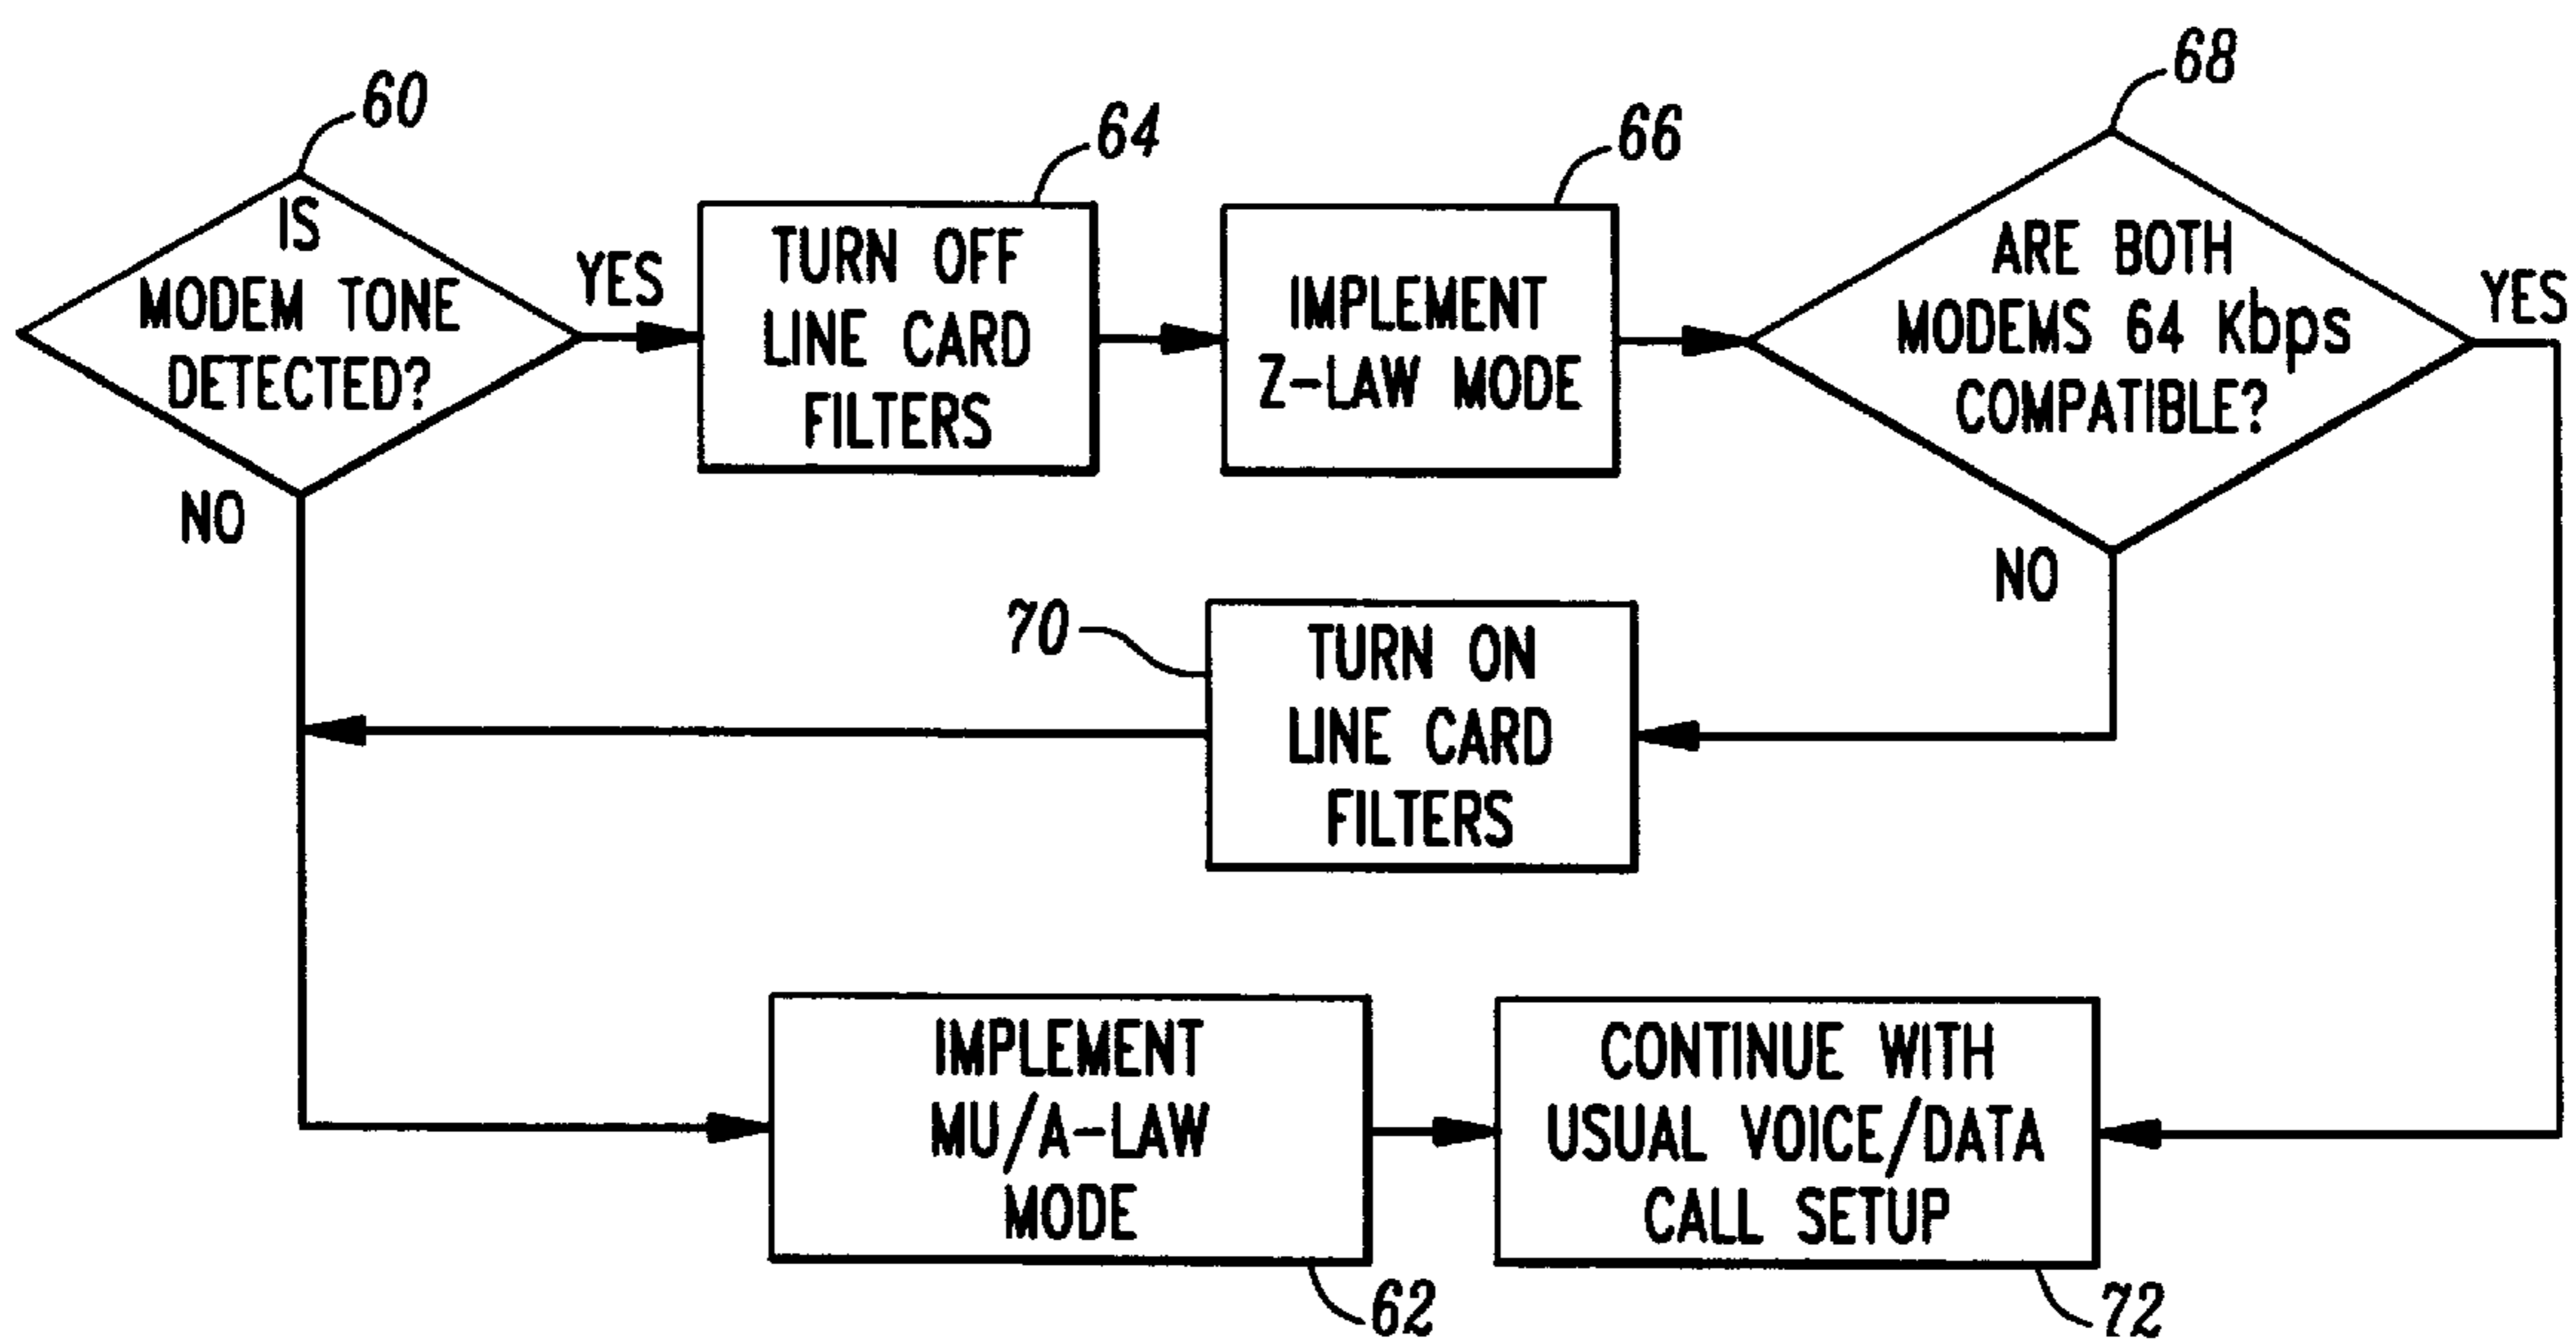 60
IS
MODEM TONE
DETECTED?
YES
NO
64
TURN OFF
LINE CARD
FILTERS
66
IMPLEMENT
Z-LAW MODE
68
ARE BOTH
MODEMS 64 Kbps
COMPATIBLE?
YES
NO
70
TURN ON
LINE CARD
FILTERS
IMPLEMENT
MU/A-LAW
MODE
62
CONTINUE WITH
USUAL VOICE/DATA
CALL SETUP
72